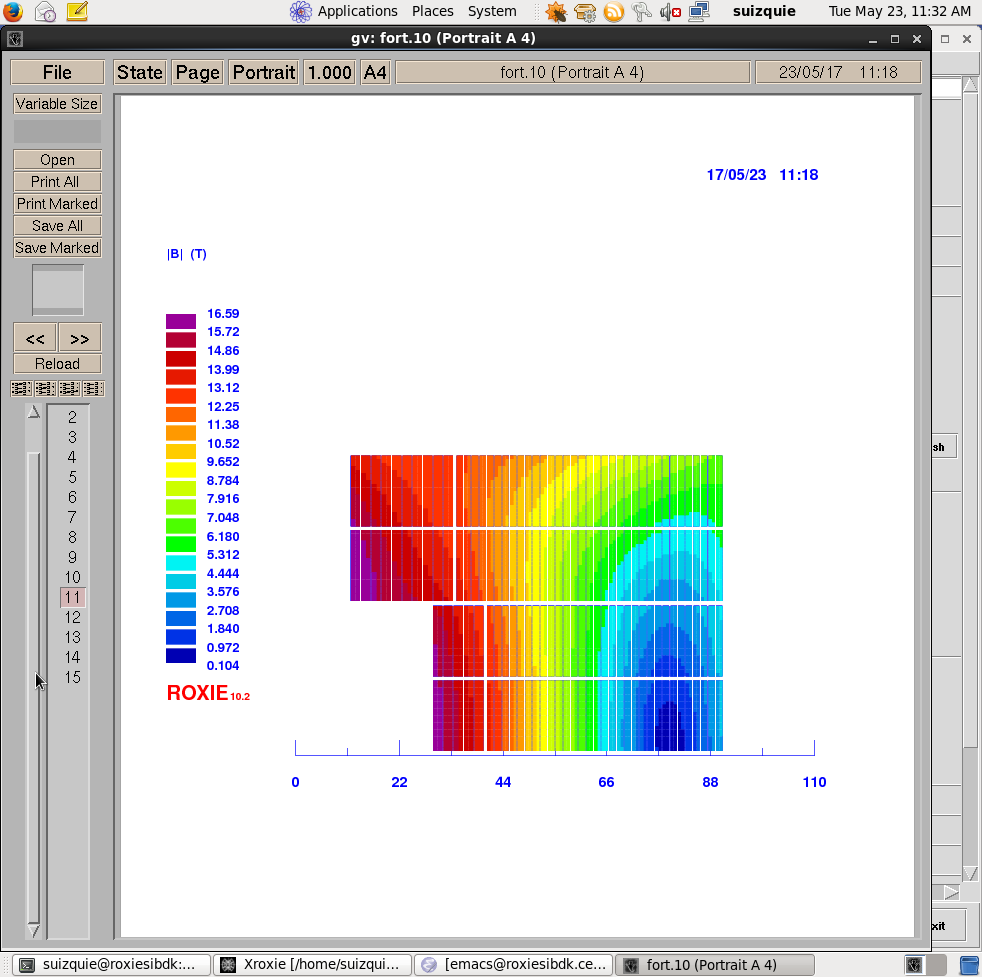 Applications Places System suizquie Tue May 23, 11:32 AM
gv: fort.10 (Portrait A 4)
File State Page Portrait 1.000 A4 fort.10 (Portrait A 4) 23/05/17 11:18
Variable Size
Open
Print All
Print Marked
Save All
Save Marked
<< >>
Reload
2
3
4
5
6
7
8
9
10
11
12
13
14
15
17/05/23 11:18
|B| (T)
16.59
15.72
14.86
13.99
13.12
12.25
11.38
10.52
9.652
8.784
7.916
7.048
6.180
5.312
4.444
3.576
2.708
1.840
0.972
0.104
ROXIE 10.2
0 22 44 66 88 110
sh
xit
suizquie@roxiesibdk:... Xroxie [/home/suizqui... [emacs@roxiesibdk.ce... fort.10 (Portrait A 4)